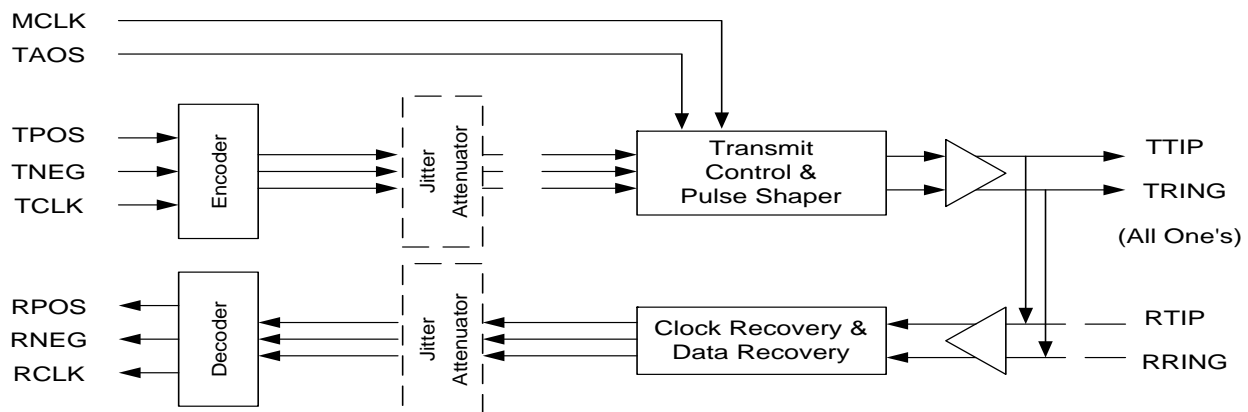 MCLK
TAOS
TPOS
TNEG
TCLK
Encoder
Jitter
Attenuator
Transmit
Control &
Pulse Shaper
TTIP
TRING
(All One's)
RPOS
RNEG
RCLK
Decoder
Jitter
Attenuator
Clock Recovery &
Data Recovery
RTIP
RRING